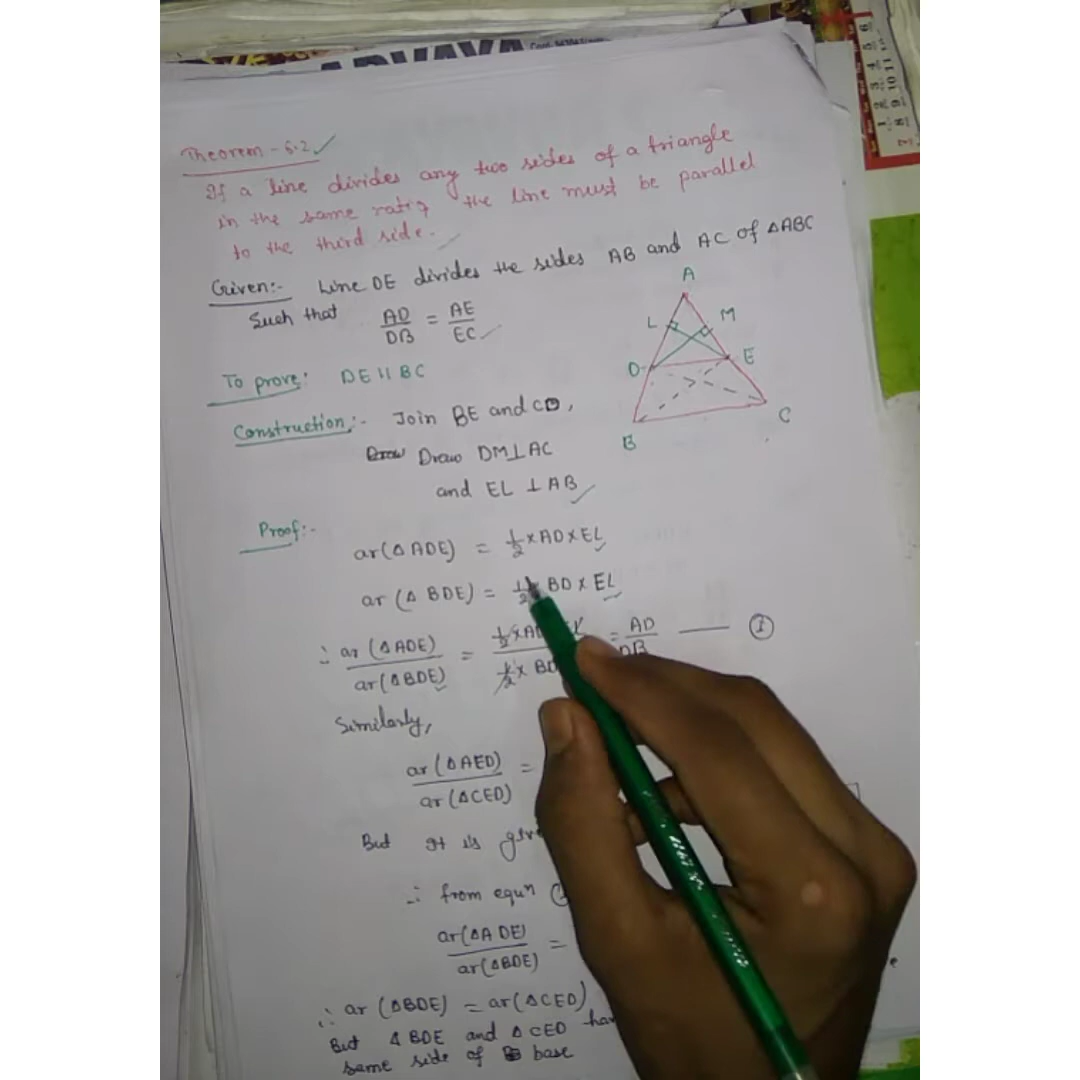 Theorem - 6.2 ✓
If a line divides any two sides of a triangle
in the same ratio, the line must be parallel
to the third side.
Given:- Line DE divides the sides AB and AC of ΔABC
Such that AD/DB = AE/EC
To prove: DE || BC
Construction:- Join BE and CD,
Draw DM⊥AC
and EL ⊥ AB
A
L
M
D
E
B
C
Proof:-
ar(Δ ADE) = 1/2 × AD × EL
ar (Δ BDE) = 1/2 × BD × EL
∴ ar (ΔADE)/ar(ΔBDE) = = AD/DB — (I)
Similarly,
ar (ΔAED)/ar (ΔCED) =
But It is
∴ from equn
ar(ΔADE)/ar(ΔBDE) =
∴ ar (ΔBDE) = ar(ΔCED)
But Δ BDE and Δ CED
same side of base